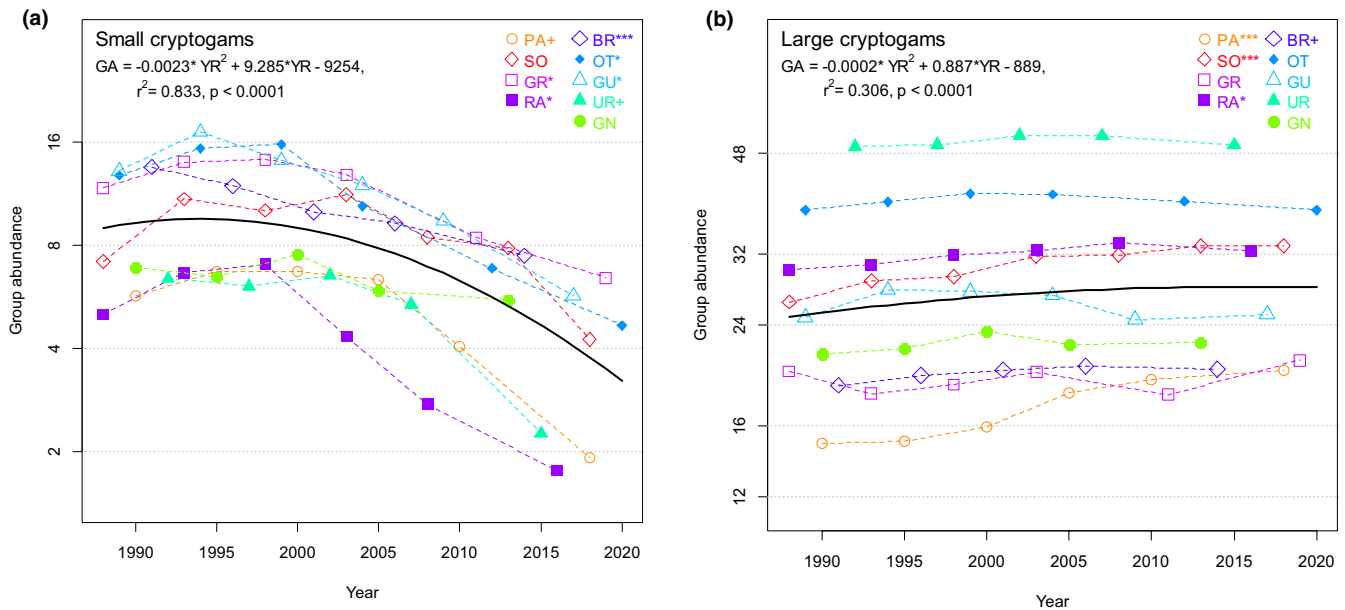 (a)
Small cryptogams
GA = -0.0023* YR² + 9.285*YR - 9254,
r²= 0.833, p < 0.0001
PA+
SO
GR*
RA*
BR***
OT*
GU*
UR+
GN
Group abundance
16
8
4
2
1990 1995 2000 2005 2010 2015 2020
Year
(b)
Large cryptogams
GA = -0.0002* YR² + 0.887*YR - 889,
r²= 0.306, p < 0.0001
PA***
SO***
GR
RA*
BR+
OT
GU
UR
GN
Group abundance
48
32
24
16
12
1990 1995 2000 2005 2010 2015 2020
Year